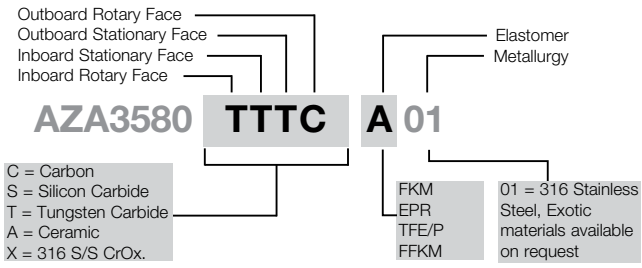 Outboard Rotary Face
Outboard Stationary Face
Inboard Stationary Face
Inboard Rotary Face
Elastomer
Metallurgy
AZA3580 TTTC A 01
C = Carbon
S = Silicon Carbide
T = Tungsten Carbide
A = Ceramic
X = 316 S/S CrOx.
FKM
EPR
TFE/P
FFKM
01 = 316 Stainless
Steel, Exotic
materials available
on request